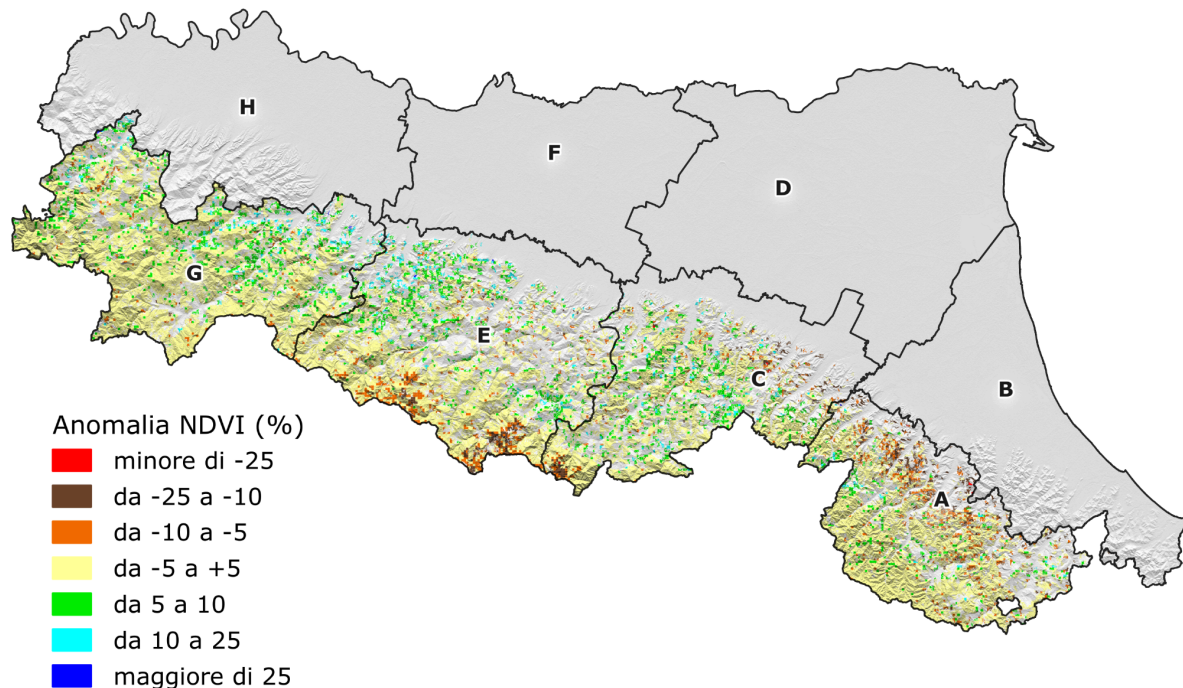 H
F
D
G
E
C
B
A
Anomalia NDVI (%)
minore di -25
da -25 a -10
da -10 a -5
da -5 a +5
da 5 a 10
da 10 a 25
maggiore di 25